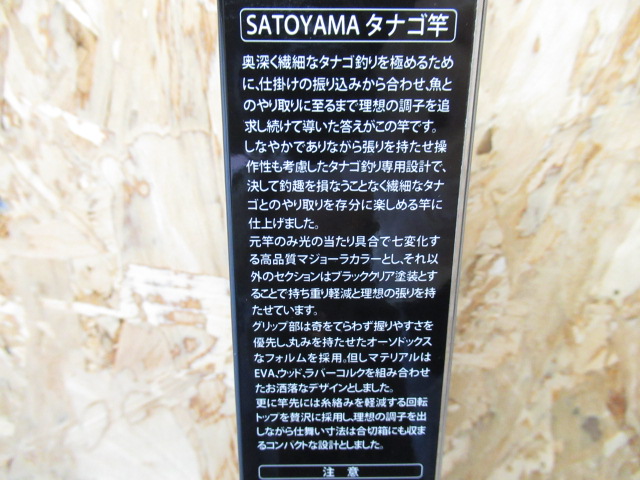 SATOYAMA タナゴ竿
奥深く繊細なタナゴ釣りを極めるため
に、仕掛けの振り込みから合わせ、魚と
のやり取りに至るまで理想の調子を追
求し続けて導いた答えがこの竿です。
しなやかでありながら張りを持たせ操
作性も考慮したタナゴ釣り専用設計で、
決して釣趣を損なうことなく繊細なタナ
ゴとのやり取りを存分に楽しめる竿に
仕上げました。
元竿のみ光の当たり具合で七変化す
る高品質マジョーラカラーとし、それ以
外のセクションはブラッククリア塗装とす
ることで持ち重り軽減と理想の張りを持
たせています。
グリップ部は奇をてらわず握りやすさを
優先し、丸みを持たせたオーソドックス
なフォルムを採用。但しマテリアルは
EVA、ウッド、ラバーコルクを組み合わせ
たお洒落なデザインとしました。
更に竿先には糸絡みを軽減する回転
トップを贅沢に採用し、理想の調子を出
しながら仕舞い寸法は合切箱にも収ま
るコンパクトな設計としました。
注 意